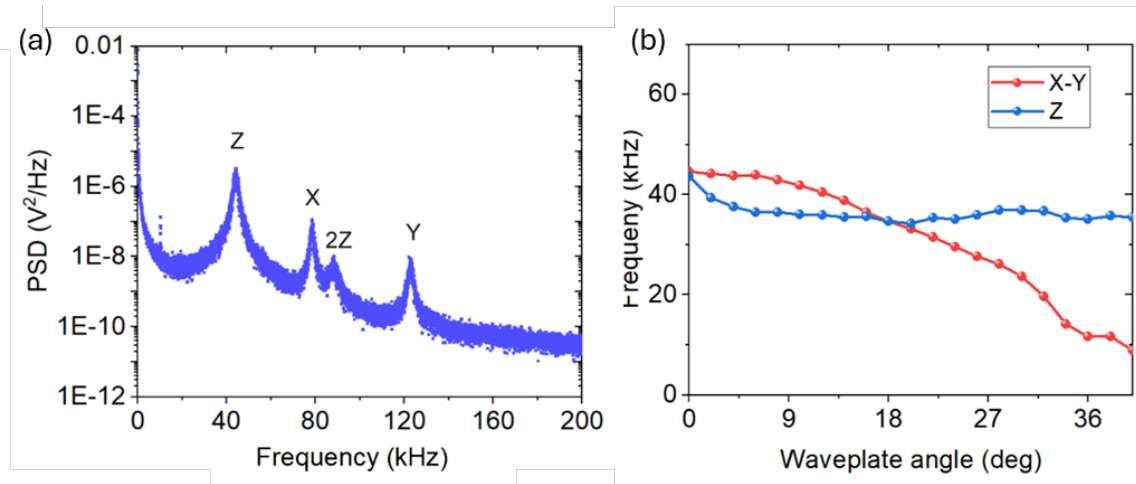 (a)
0.01
1E-4
1E-6
1E-8
1E-10
1E-12
PSD (V²/Hz)
Z
X
2Z
Y
0
40
80
120
160
200
Frequency (kHz)
(b)
60
40
20
0
Frequeny (kHz)
X-Y
Z
0
9
18
27
36
Waveplate angle (deg)